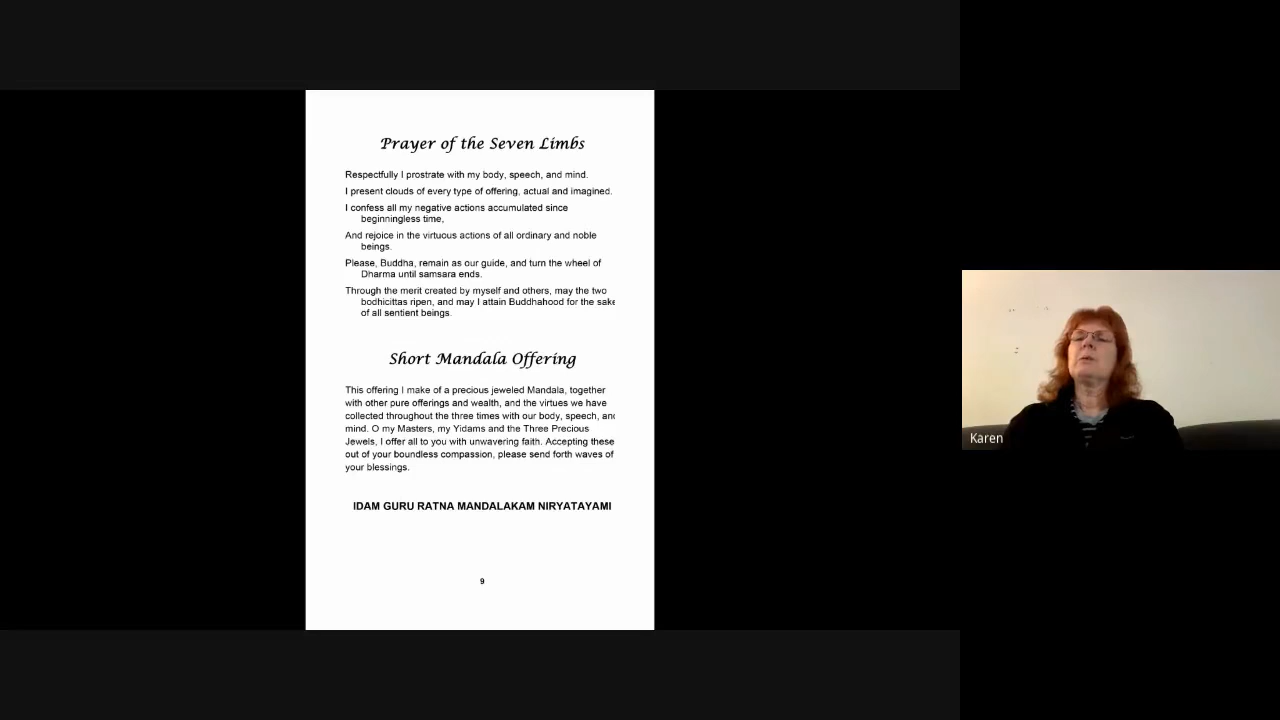 Prayer of the Seven Limbs
Respectfully I prostrate with my body, speech, and mind.
I present clouds of every type of offering, actual and imagined.
I confess all my negative actions accumulated since
beginningless time,
And rejoice in the virtuous actions of all ordinary and noble
beings.
Please, Buddha, remain as our guide, and turn the wheel of
Dharma until samsara ends.
Through the merit created by myself and others, may the two
bodhicittas ripen, and may I attain Buddhahood for the sake
of all sentient beings.
Short Mandala Offering
This offering I make of a precious jeweled Mandala, together
with other pure offerings and wealth, and the virtues we have
collected throughout the three times with our body, speech, and
mind. O my Masters, my Yidams and the Three Precious
Jewels, I offer all to you with unwavering faith. Accepting these
out of your boundless compassion, please send forth waves of
your blessings.
IDAM GURU RATNA MANDALAKAM NIRYATAYAMI
9
Karen